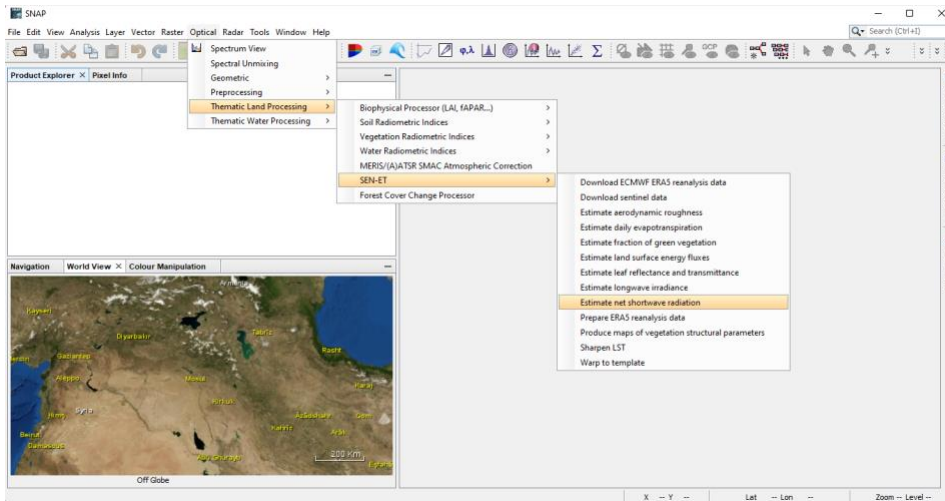 SNAP
File Edit View Analysis Layer Vector Raster Optical Radar Tools Window Help
Search (Ctrl+I)
GCP
Product Explorer × Pixel Info
Spectrum View
Spectral Unmixing
Geometric >
Preprocessing >
Thematic Land Processing >
Thematic Water Processing >
Biophysical Processor (LAI, fAPAR...) >
Soil Radiometric Indices >
Vegetation Radiometric Indices >
Water Radiometric Indices >
MERIS/(A)ATSR SMAC Atmospheric Correction
SEN-ET >
Forest Cover Change Processor
Download ECMWF ERA5 reanalysis data
Download sentinel data
Estimate aerodynamic roughness
Estimate daily evapotranspiration
Estimate fraction of green vegetation
Estimate land surface energy fluxes
Estimate leaf reflectance and transmittance
Estimate longwave irradiance
Estimate net shortwave radiation
Prepare ERA5 reanalysis data
Produce maps of vegetation structural parameters
Sharpen LST
Warp to template
Navigation World View × Colour Manipulation
Kayseri
Diyarbakir
Tabriz
Rasht
Gaziantep
Aleppo
Mosul
Karaj
Kirkuk
Syria
Beirut
Damascus
200 Km
Off Globe
X -- Y -- Lat -- Lon -- Zoom -- Level --